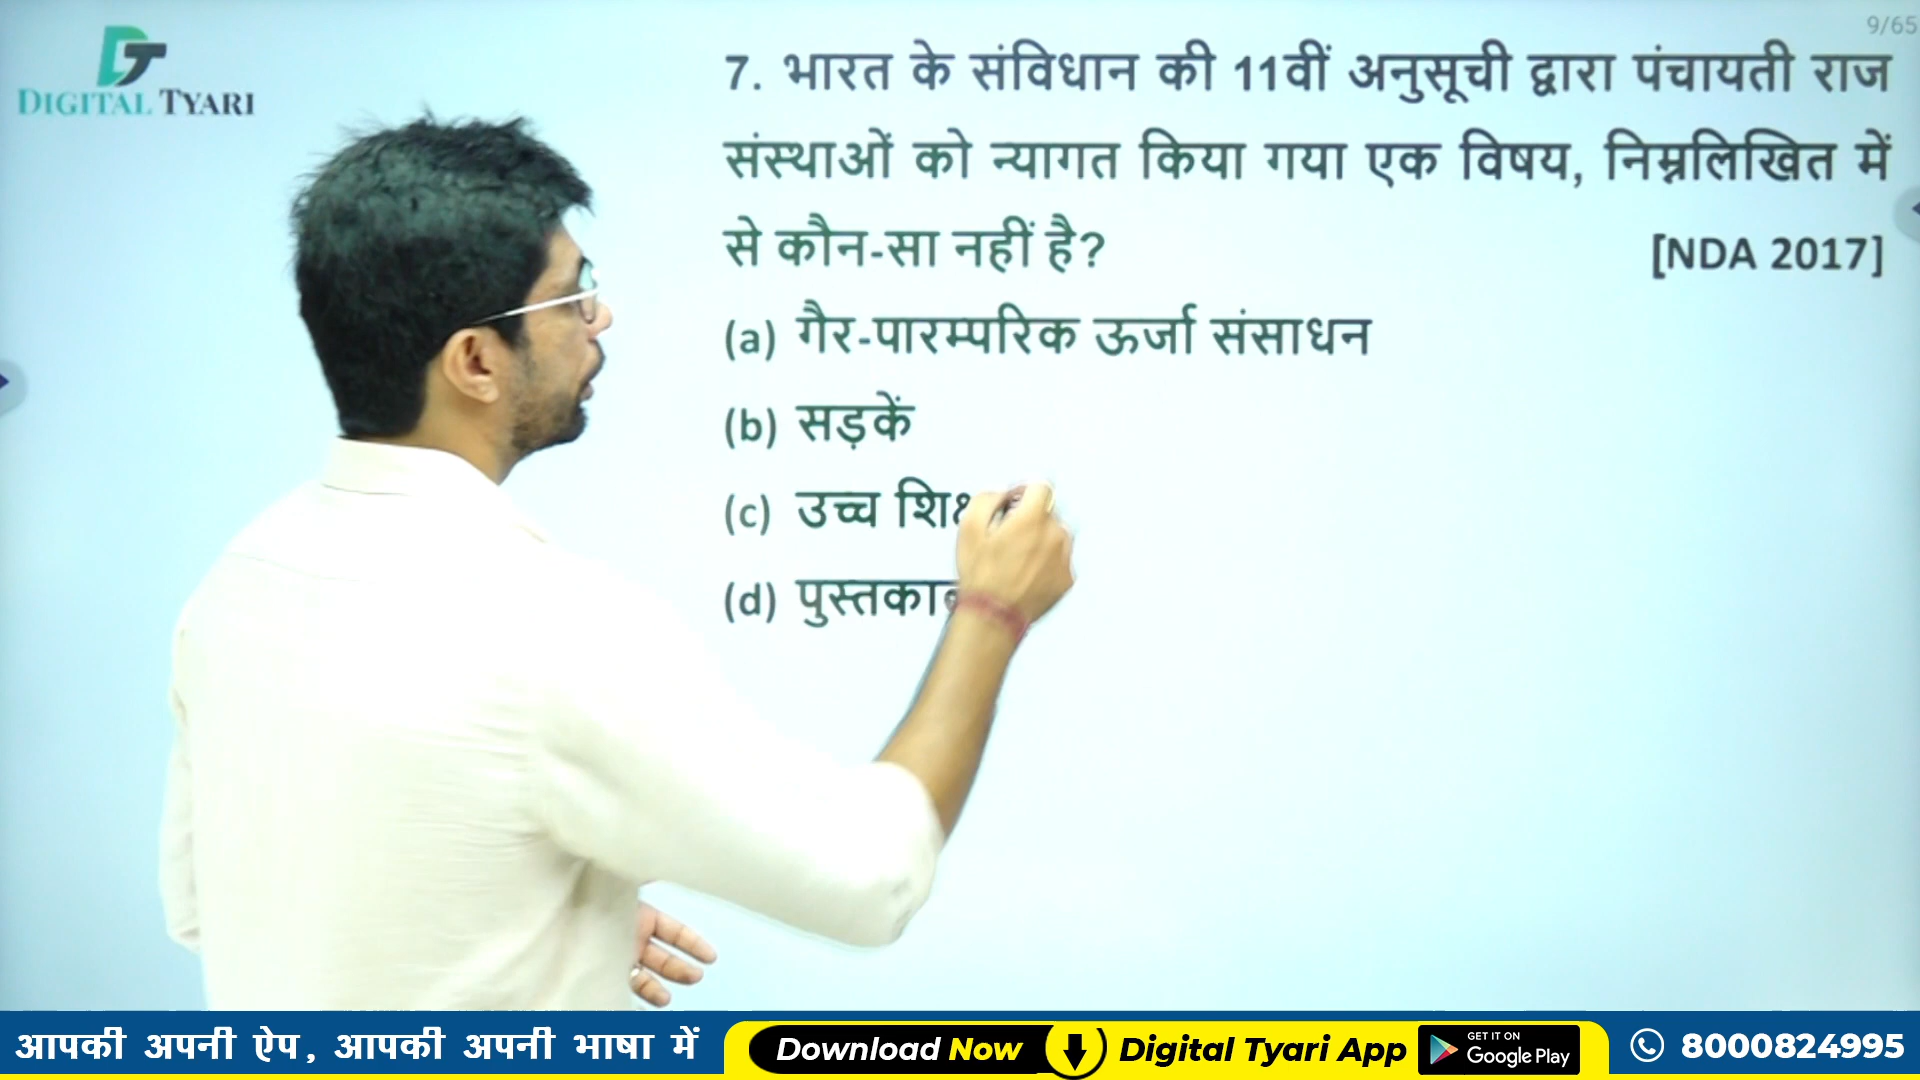 9/65
DIGITAL TYARI
7. भारत के संविधान की 11वीं अनुसूची द्वारा पंचायती राज
संस्थाओं को न्यागत किया गया एक विषय, निम्नलिखित में
से कौन-सा नहीं है? [NDA 2017]
(a) गैर-पारम्परिक ऊर्जा संसाधन
(b) सड़कें
(c) उच्च
(d)
आपकी अपनी ऐप, आपकी अपनी भाषा में
Download Now
Digital Tyari App
GET IT ON
Google Play
8000824995